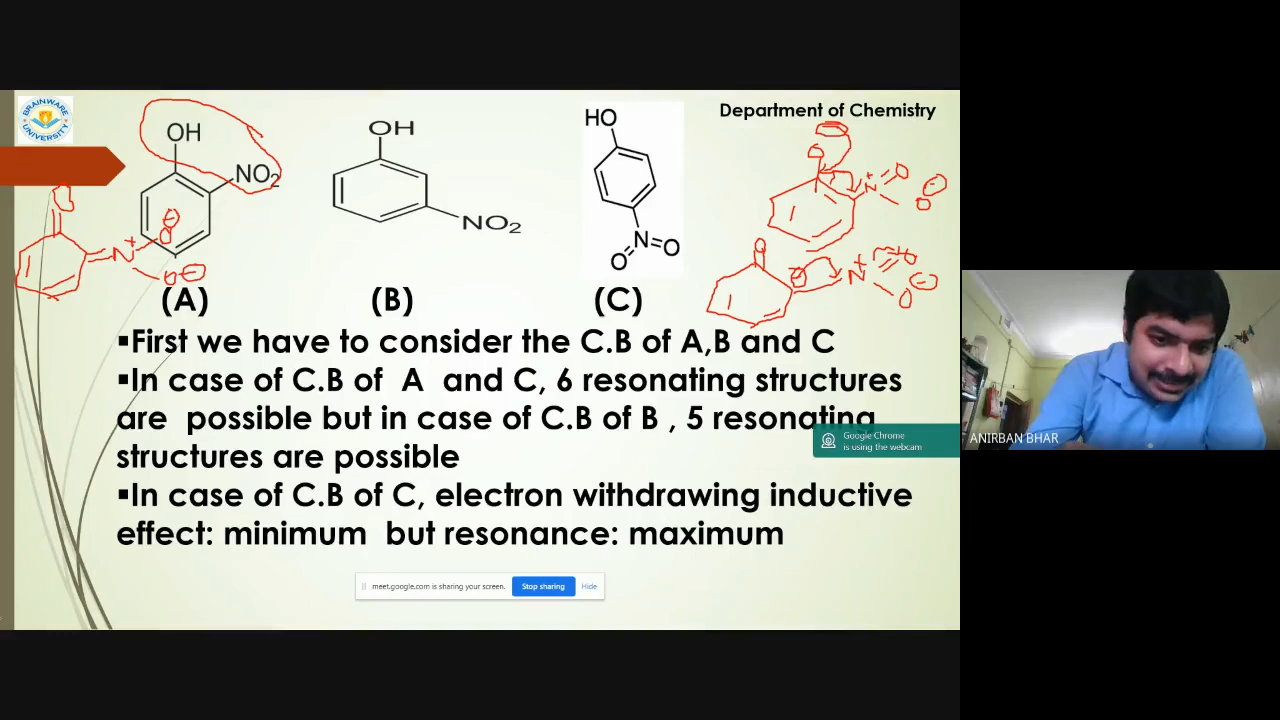 BRAINWARE UNIVERSITY
Department of Chemistry
OH
NO2
OH
NO2
HO
N
O
O
O
N+
O⊖
O⊖
O
N+
O
O⊖
O
N+
O
O⊖
(A)
(B)
(C)
▪First we have to consider the C.B of A,B and C
▪In case of C.B of A and C, 6 resonating structures
are possible but in case of C.B of B , 5 resonating
structures are possible
▪In case of C.B of C, electron withdrawing inductive
effect: minimum but resonance: maximum
Google Chrome
is using the webcam
ANIRBAN BHAR
meet.google.com is sharing your screen.
Stop sharing
Hide